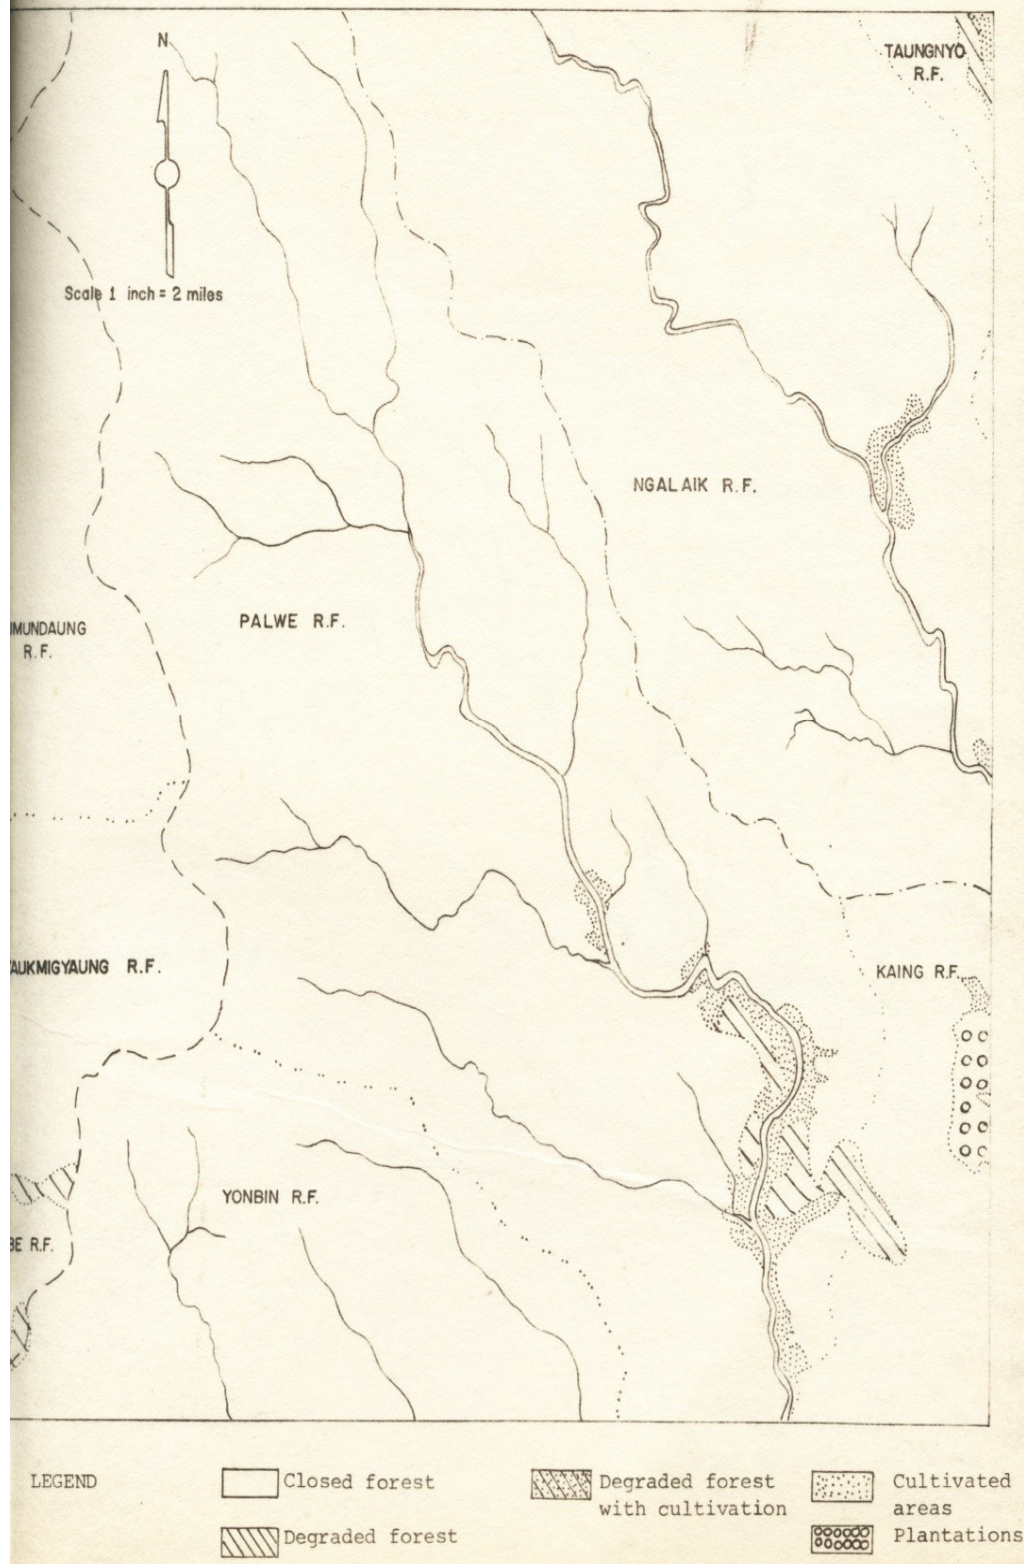 N
TAUNGNYO
R.F.
Scale 1 inch = 2 miles
NGALAIK R.F.
PALWE R.F.
MUNDAUNG
R.F.
AUKMIGYAUNG R.F.
KAING R.F.
YONBIN R.F.
BE R.F.
LEGEND
Closed forest
Degraded forest
Degraded forest
with cultivation
Cultivated
areas
Plantations